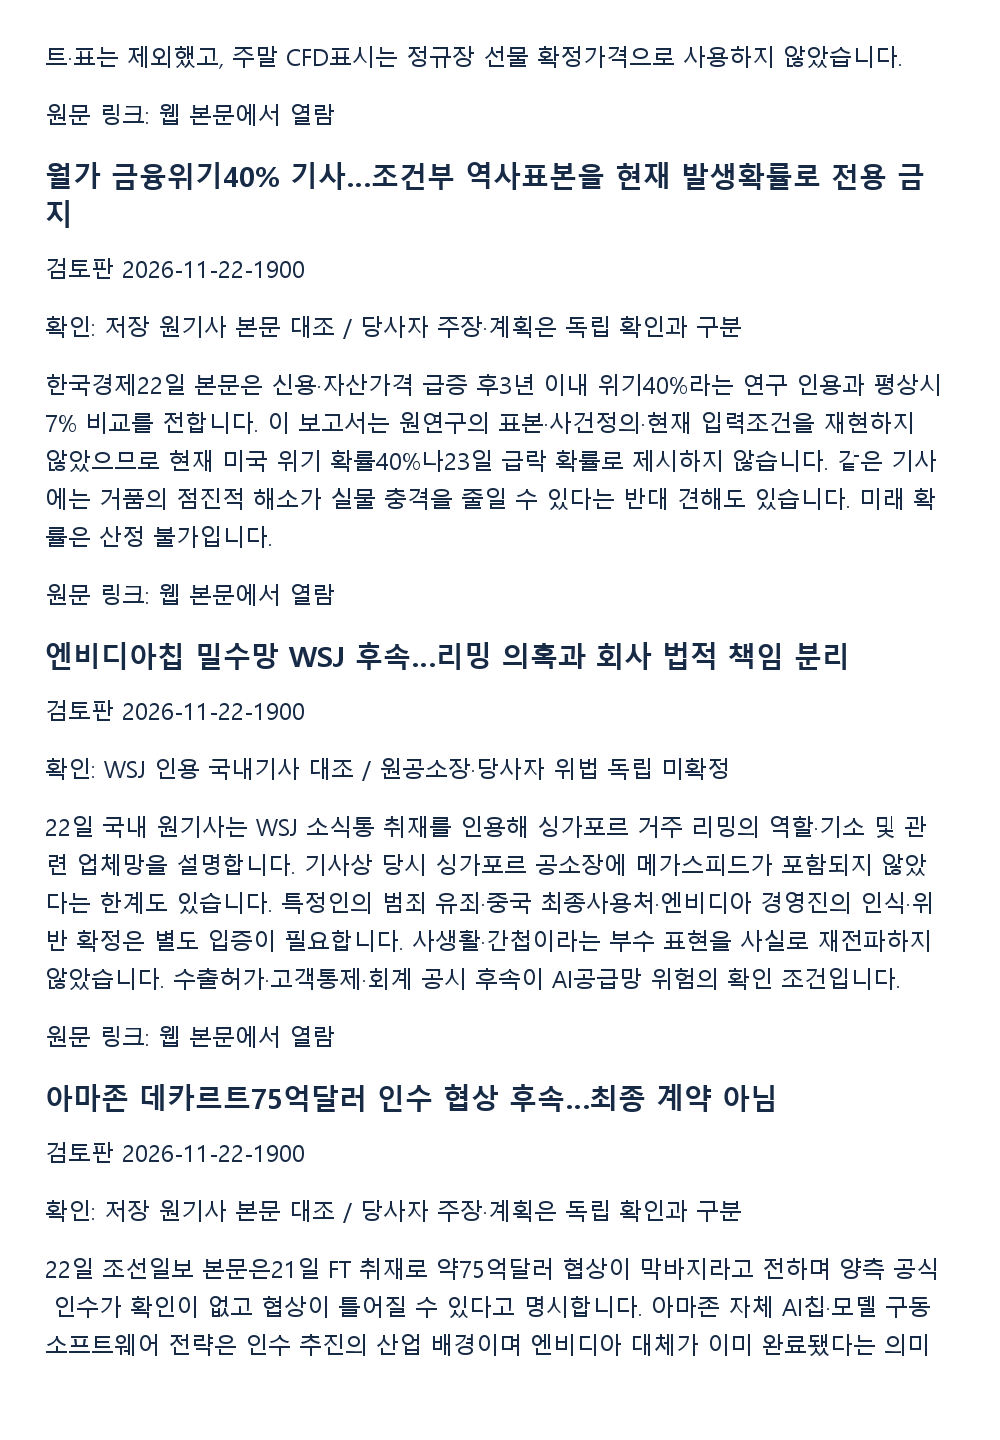 트·표는 제외했고, 주말 CFD표시는 정규장 선물 확정가격으로 사용하지 않았습니다.
원문 링크: 웹 본문에서 열람
월가 금융위기40% 기사…조건부 역사표본을 현재 발생확률로 전용 금
지
검토판 2026-11-22-1900
확인: 저장 원기사 본문 대조 / 당사자 주장·계획은 독립 확인과 구분
한국경제22일 본문은 신용·자산가격 급증 후3년 이내 위기40%라는 연구 인용과 평상시
7% 비교를 전합니다. 이 보고서는 원연구의 표본·사건정의·현재 입력조건을 재현하지
않았으므로 현재 미국 위기 확률40%나23일 급락 확률로 제시하지 않습니다. 같은 기사
에는 거품의 점진적 해소가 실물 충격을 줄일 수 있다는 반대 견해도 있습니다. 미래 확
률은 산정 불가입니다.
원문 링크: 웹 본문에서 열람
엔비디아칩 밀수망 WSJ 후속…리밍 의혹과 회사 법적 책임 분리
검토판 2026-11-22-1900
확인: WSJ 인용 국내기사 대조 / 원공소장·당사자 위법 독립 미확정
22일 국내 원기사는 WSJ 소식통 취재를 인용해 싱가포르 거주 리밍의 역할·기소 및 관
련 업체망을 설명합니다. 기사상 당시 싱가포르 공소장에 메가스피드가 포함되지 않았
다는 한계도 있습니다. 특정인의 범죄 유죄·중국 최종사용처·엔비디아 경영진의 인식·위
반 확정은 별도 입증이 필요합니다. 사생활·간첩이라는 부수 표현을 사실로 재전파하지
않았습니다. 수출허가·고객통제·회계 공시 후속이 AI공급망 위험의 확인 조건입니다.
원문 링크: 웹 본문에서 열람
아마존 데카르트75억달러 인수 협상 후속…최종 계약 아님
검토판 2026-11-22-1900
확인: 저장 원기사 본문 대조 / 당사자 주장·계획은 독립 확인과 구분
22일 조선일보 본문은21일 FT 취재로 약75억달러 협상이 막바지라고 전하며 양측 공식
인수가 확인이 없고 협상이 틀어질 수 있다고 명시합니다. 아마존 자체 AI칩·모델 구동
소프트웨어 전략은 인수 추진의 산업 배경이며 엔비디아 대체가 이미 완료됐다는 의미